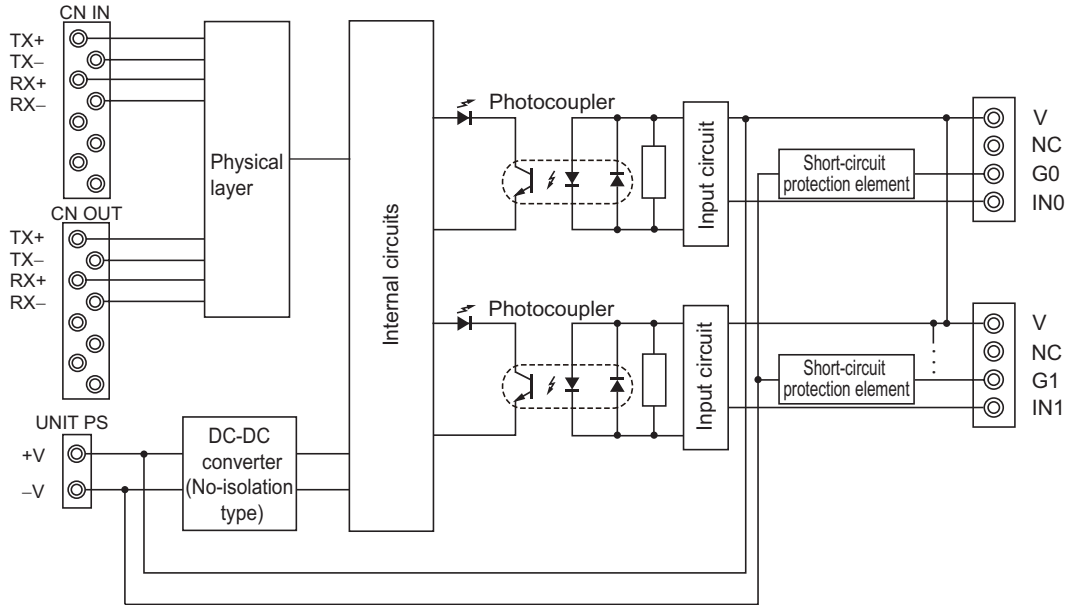 CN IN
TX+
TX−
RX+
RX−
Physical
layer
CN OUT
TX+
TX−
RX+
RX−
UNIT PS
+V
−V
DC-DC
converter
(No-isolation
type)
Internal circuits
Photocoupler
Input circuit
Short-circuit
protection element
V
NC
G0
IN0
Photocoupler
Input circuit
Short-circuit
protection element
V
NC
G1
IN1